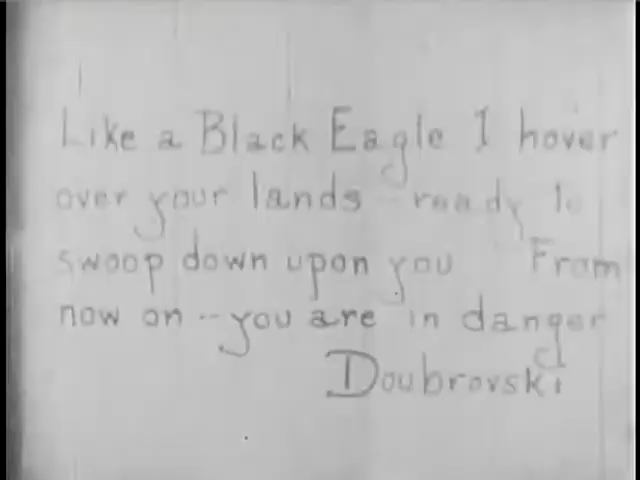 Like a Black Eagle I hover
over your lands - ready to
swoop down upon you From
now on -- you are in danger
Doubrovski